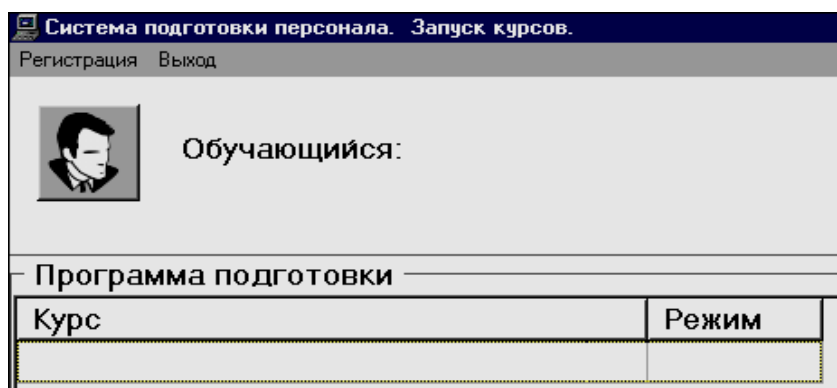 Система подготовки персонала. Запуск курсов.
Регистрация Выход
Обучающийся:
Программа подготовки
Курс Режим